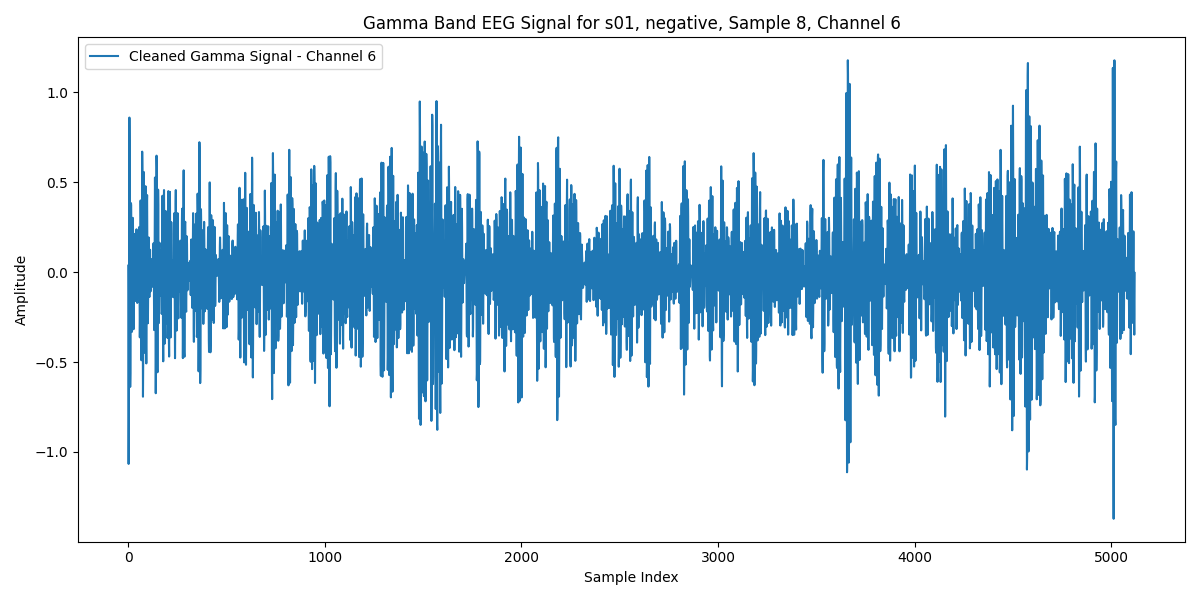 Gamma Band EEG Signal for s01, negative, Sample 8, Channel 6
Cleaned Gamma Signal - Channel 6
1.0
0.5
0.0
−0.5
−1.0
Amplitude
0 1000 2000 3000 4000 5000
Sample Index